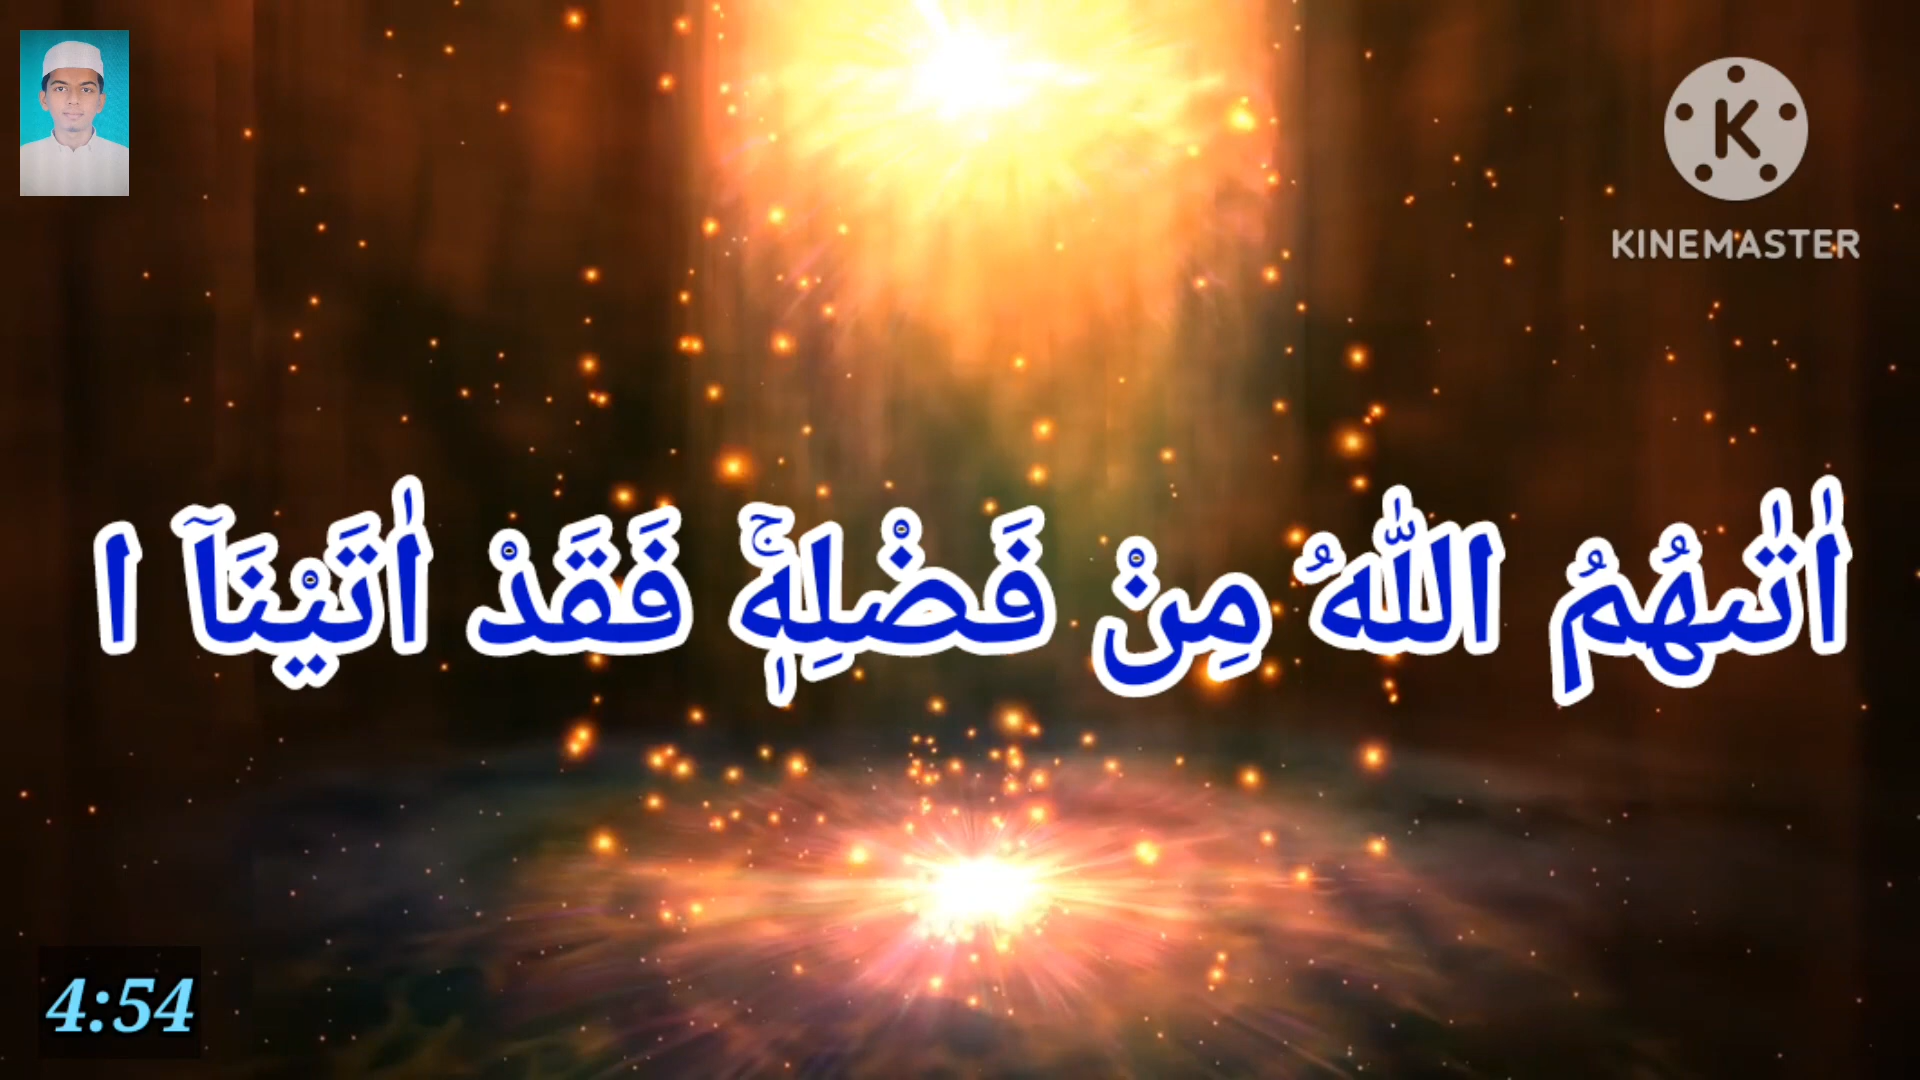 KINEMASTER
اٰتٰىهُمُ اللّٰهُ مِنْ فَضْلِهٖۚ فَقَدْ اٰتَيْنَاۤ ا
4:54